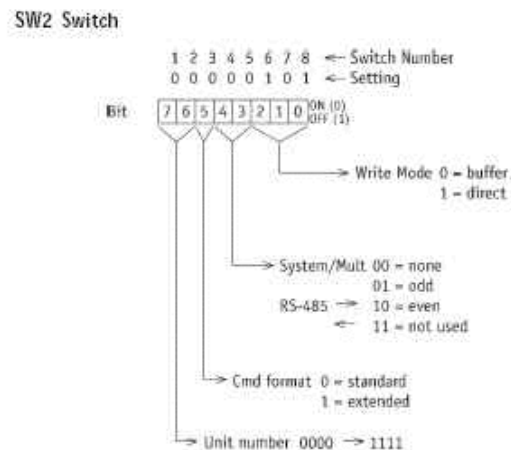 SW2 Switch
1 2 3 4 5 6 7 8 ← Switch Number
0 0 0 0 0 1 0 1 ← Setting
Bit 7 6 5 4 3 2 1 0 ON (0)
OFF (1)
Write Mode 0 = buffer
1 = direct
System/Mult 00 = none
01 = odd
RS-485 → 10 = even
← 11 = not used
Cmd format 0 = standard
1 = extended
Unit number 0000 → 1111